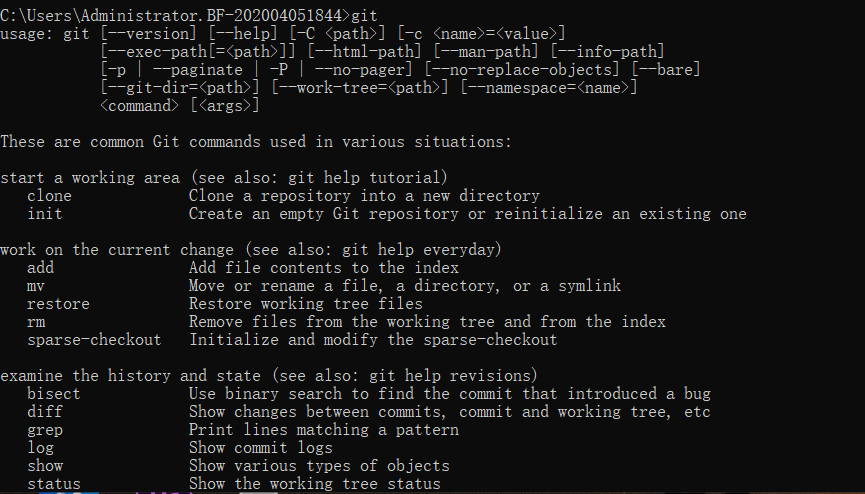 C:\Users\Administrator.BF-202004051844>git
usage: git [--version] [--help] [-C <path>] [-c <name>=<value>]
           [--exec-path[=<path>]] [--html-path] [--man-path] [--info-path]
           [-p | --paginate | -P | --no-pager] [--no-replace-objects] [--bare]
           [--git-dir=<path>] [--work-tree=<path>] [--namespace=<name>]
           <command> [<args>]
These are common Git commands used in various situations:
start a working area (see also: git help tutorial)
   clone             Clone a repository into a new directory
   init              Create an empty Git repository or reinitialize an existing one
work on the current change (see also: git help everyday)
   add               Add file contents to the index
   mv                Move or rename a file, a directory, or a symlink
   restore           Restore working tree files
   rm                Remove files from the working tree and from the index
   sparse-checkout   Initialize and modify the sparse-checkout
examine the history and state (see also: git help revisions)
   bisect            Use binary search to find the commit that introduced a bug
   diff              Show changes between commits, commit and working tree, etc
   grep              Print lines matching a pattern
   log               Show commit logs
   show              Show various types of objects
   status            Show the working tree status